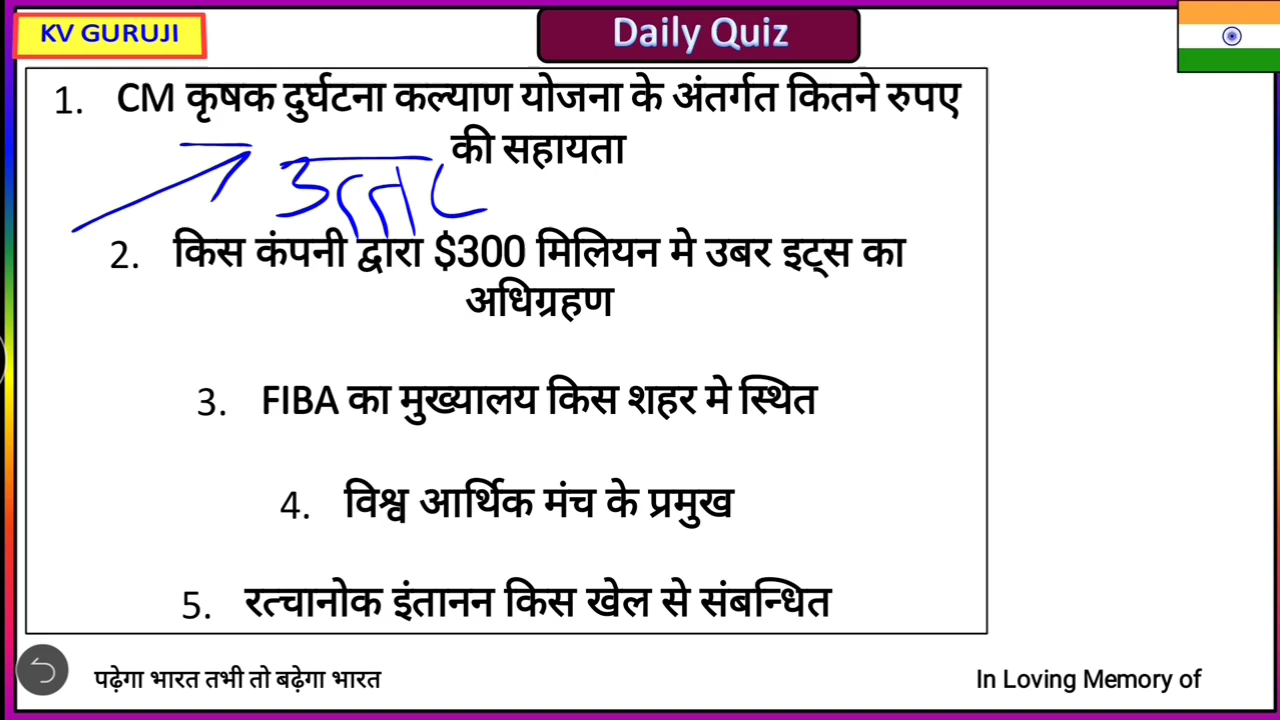 KV GURUJI
Daily Quiz
1. CM कृषक दुर्घटना कल्याण योजना के अंतर्गत कितने रुपए
की सहायता
उत्तर
2. किस कंपनी द्वारा $300 मिलियन मे उबर इट्स का
अधिग्रहण
3. FIBA का मुख्यालय किस शहर मे स्थित
4. विश्व आर्थिक मंच के प्रमुख
5. रत्चानोक इंतानन किस खेल से संबन्धित
पढ़ेगा भारत तभी तो बढ़ेगा भारत
In Loving Memory of